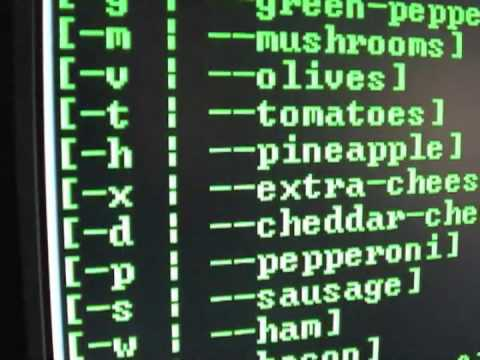 [-g ¦ --green-peppe
[-m ¦ --mushrooms]
[-v ¦ --olives]
[-t ¦ --tomatoes]
[-h ¦ --pineapple]
[-x ¦ --extra-chees
[-d ¦ --cheddar-che
[-p ¦ --pepperoni]
[-s ¦ --sausage]
[-w ¦ --ham]
bacon]